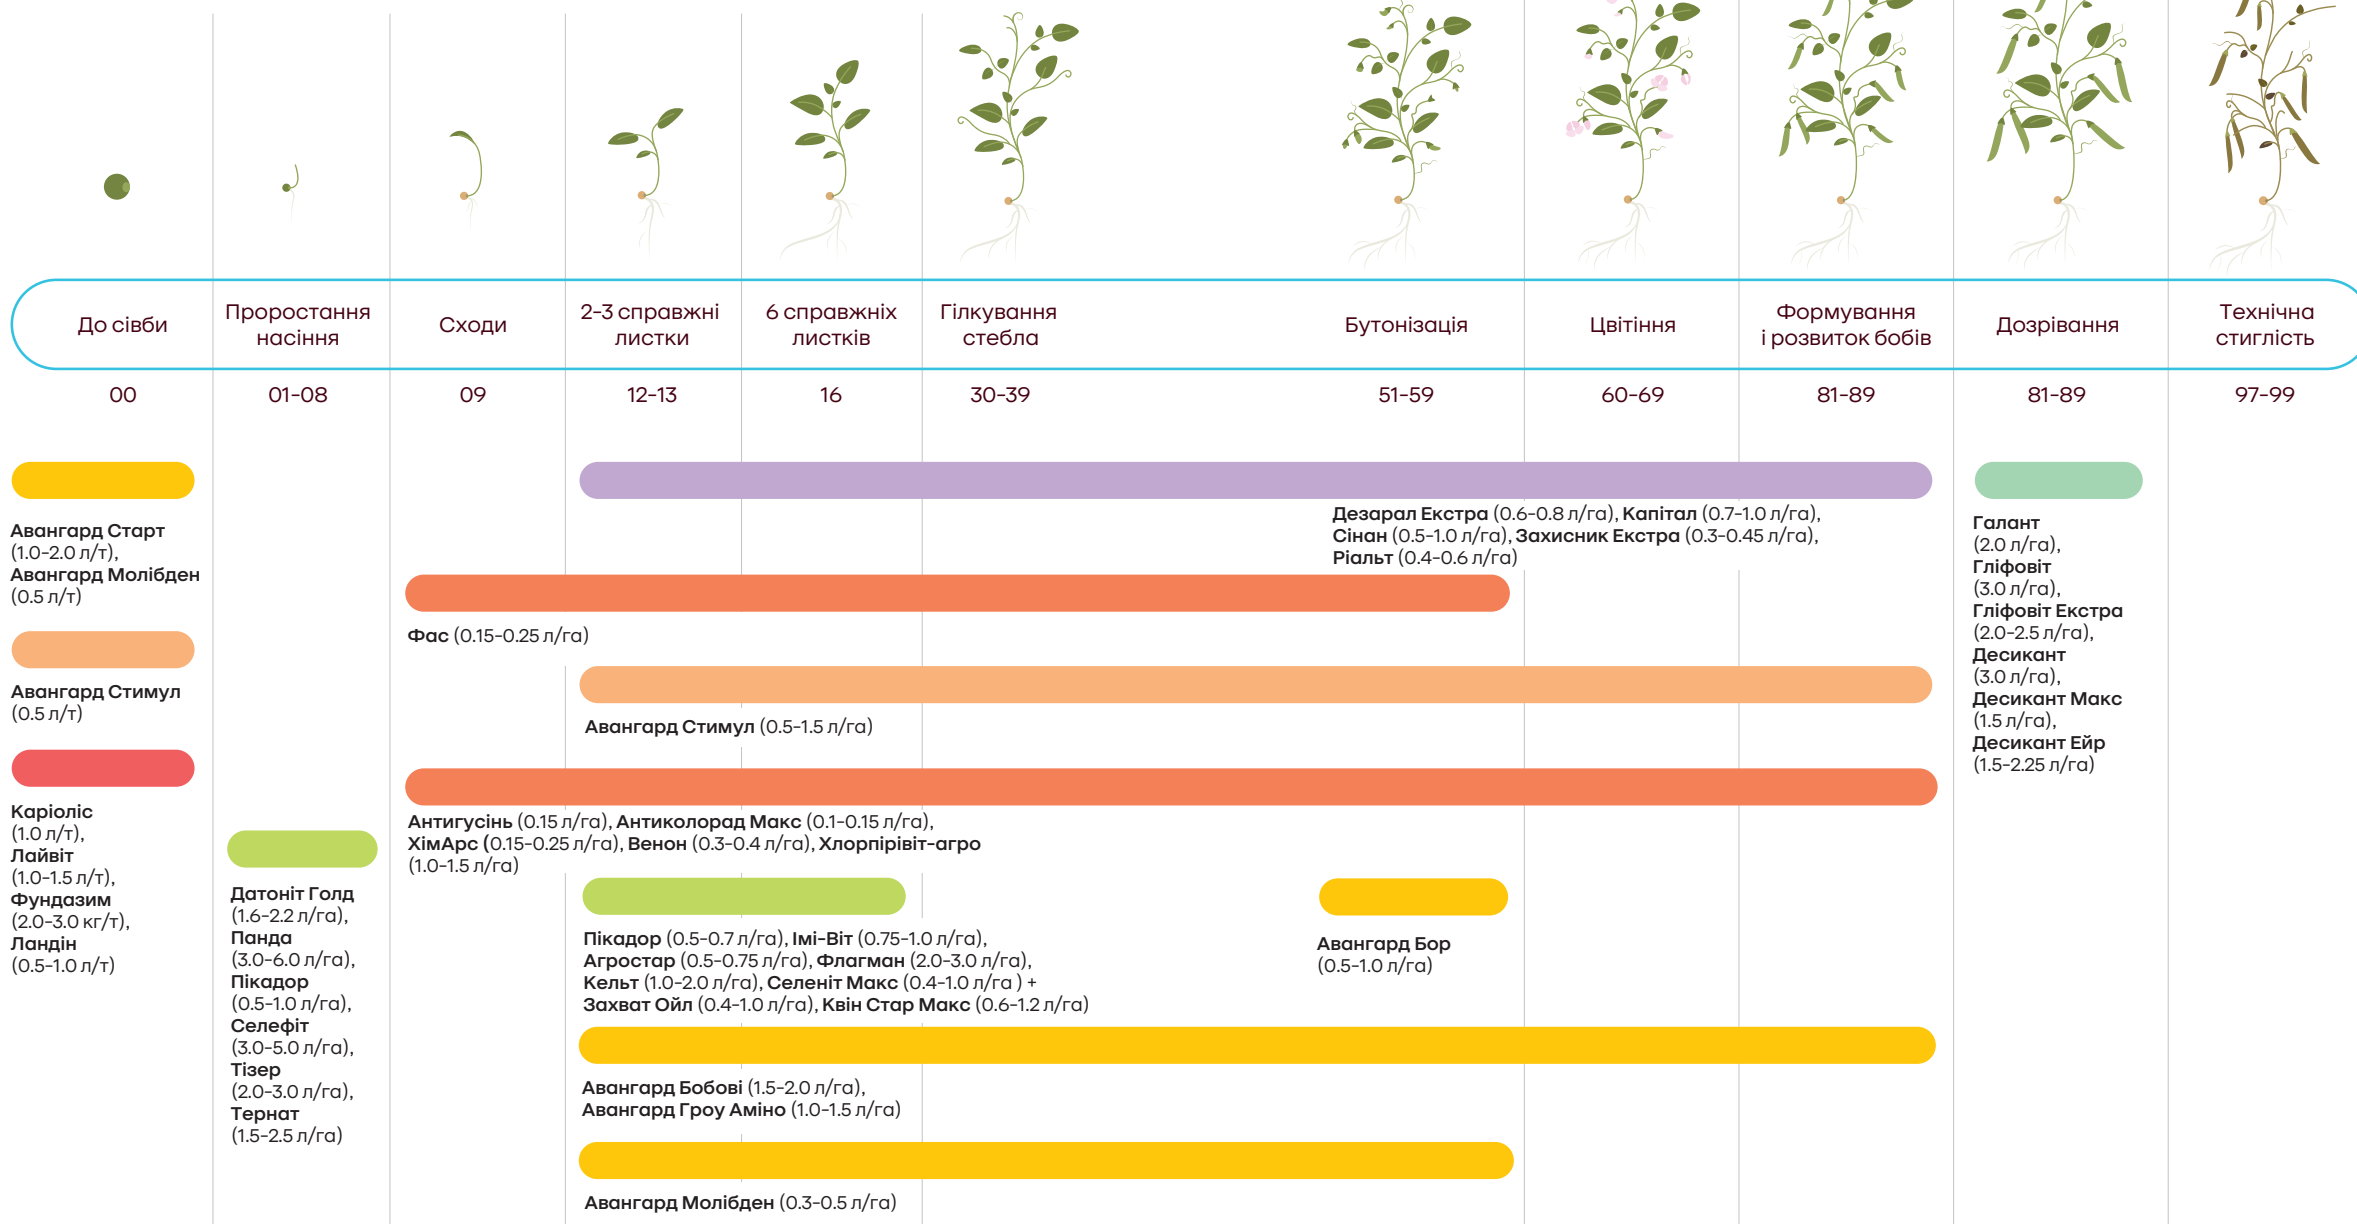 До сівби
Проростання
насіння
Сходи
2-3 справжні
листки
6 справжніх
листків
Гілкування
стебла
Бутонізація
Цвітіння
Формування
і розвиток бобів
Дозрівання
Технічна
стиглість
00
01-08
09
12-13
16
30-39
51-59
60-69
81-89
81-89
97-99
Авангард Старт
(1.0-2.0 л/т),
Авангард Молібден
(0.5 л/т)
Авангард Стимул
(0.5 л/т)
Каріоліс
(1.0 л/т),
Лайвіт
(1.0-1.5 л/т),
Фундазим
(2.0-3.0 кг/т),
Ландін
(0.5-1.0 л/т)
Датоніт Голд
(1.6-2.2 л/га),
Панда
(3.0-6.0 л/га),
Пікадор
(0.5-1.0 л/га),
Селефіт
(3.0-5.0 л/га),
Тізер
(2.0-3.0 л/га),
Тернат
(1.5-2.5 л/га)
Дезарал Екстра (0.6-0.8 л/га), Капітал (0.7-1.0 л/га),
Сінан (0.5-1.0 л/га), Захисник Екстра (0.3-0.45 л/га),
Ріальт (0.4-0.6 л/га)
Фас (0.15-0.25 л/га)
Авангард Стимул (0.5-1.5 л/га)
Антигусінь (0.15 л/га), Антиколорад Макс (0.1-0.15 л/га),
ХімАрс (0.15-0.25 л/га), Венон (0.3-0.4 л/га), Хлорпірівіт-агро
(1.0-1.5 л/га)
Пікадор (0.5-0.7 л/га), Імі-Віт (0.75-1.0 л/га),
Агростар (0.5-0.75 л/га), Флагман (2.0-3.0 л/га),
Кельт (1.0-2.0 л/га), Селеніт Макс (0.4-1.0 л/га ) +
Захват Ойл (0.4-1.0 л/га), Квін Стар Макс (0.6-1.2 л/га)
Авангард Бор
(0.5-1.0 л/га)
Авангард Бобові (1.5-2.0 л/га),
Авангард Гроу Аміно (1.0-1.5 л/га)
Авангард Молібден (0.3-0.5 л/га)
Галант
(2.0 л/га),
Гліфовіт
(3.0 л/га),
Гліфовіт Екстра
(2.0-2.5 л/га),
Десикант
(3.0 л/га),
Десикант Макс
(1.5 л/га),
Десикант Ейр
(1.5-2.25 л/га)